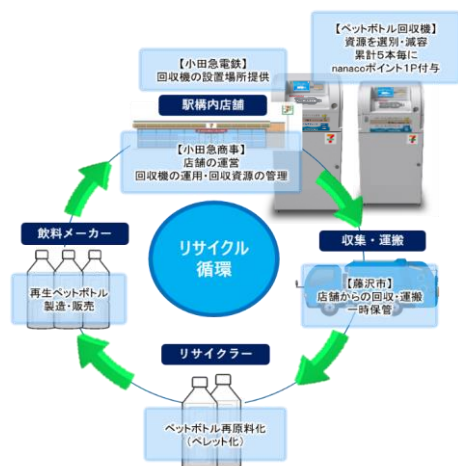 【小田急電鉄】
回収機の設置場所提供
【ペットボトル回収機】
資源を選別・減容
累計5本毎に
nanacoポイント1P付与
駅構内店舗
【小田急商事】
店舗の運営
回収機の運用・回収資源の管理
飲料メーカー
再生ペットボトル
製造・販売
リサイクル
循環
収集・運搬
【藤沢市】
店舗からの回収・運搬
一時保管
リサイクラー
ペットボトル再原料化
(ペレット化)